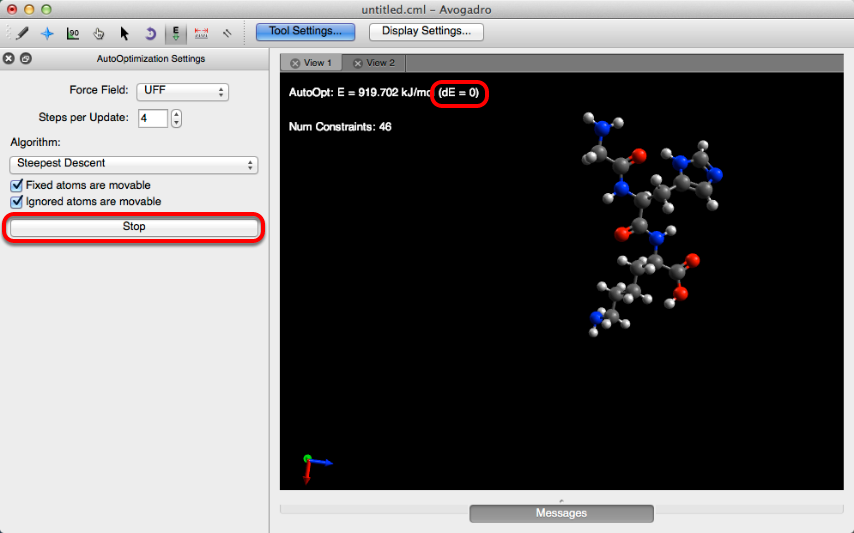 untitled.cml – Avogadro
90
E
Tool Settings...
Display Settings...
AutoOptimization Settings
View 1
View 2
Force Field: UFF
Steps per Update: 4
Algorithm:
Steepest Descent
Fixed atoms are movable
Ignored atoms are movable
Stop
AutoOpt: E = 919.702 kJ/mo (dE = 0)
Num Constraints: 46
Messages